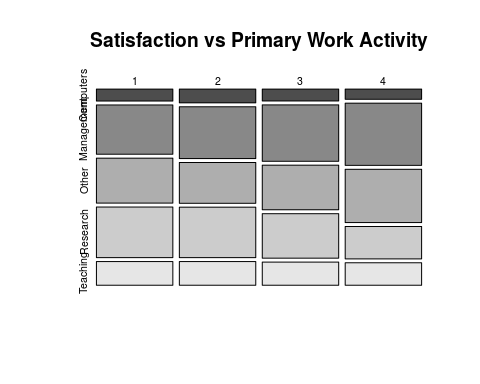 Satisfaction vs Primary Work Activity
1 2 3 4
Computers
Management
Other
Research
Teaching